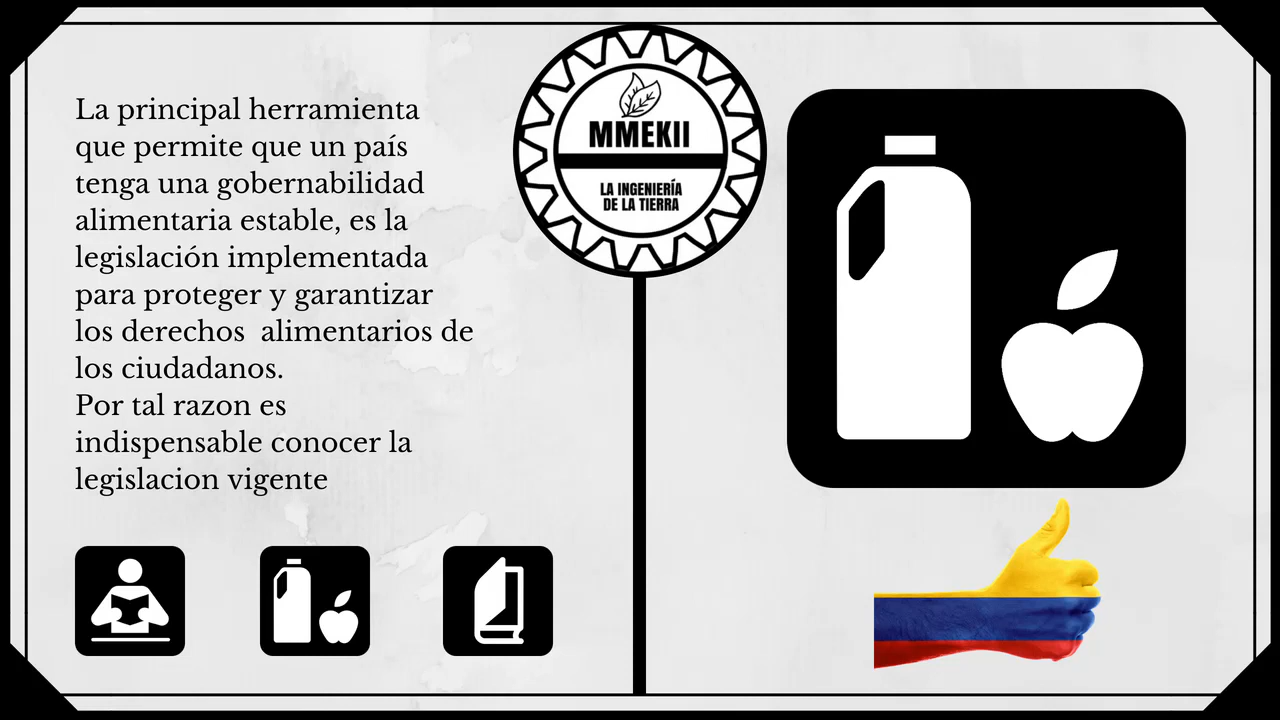 La principal herramienta
que permite que un país
tenga una gobernabilidad
alimentaria estable, es la
legislación implementada
para proteger y garantizar
los derechos  alimentarios de
los ciudadanos.
Por tal razon es
indispensable conocer la
legislacion vigente
MMEKII
LA INGENIERÍA
DE LA TIERRA